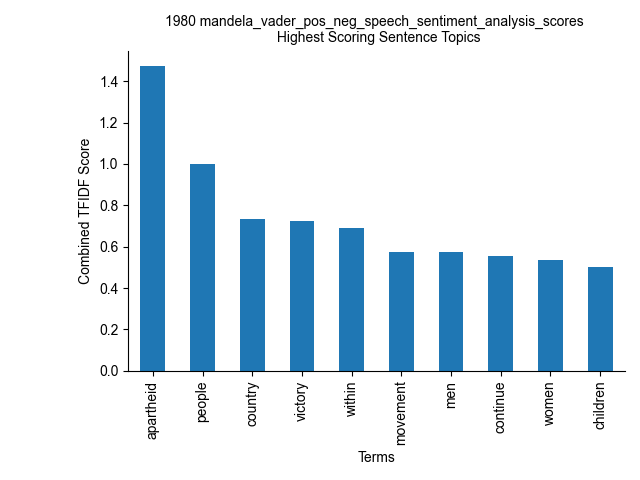 1980 mandela_vader_pos_neg_speech_sentiment_analysis_scores
Highest Scoring Sentence Topics
Combined TFIDF Score
1.4
1.2
1.0
0.8
0.6
0.4
0.2
0.0
apartheid
people
country
victory
within
movement
men
continue
women
children
Terms